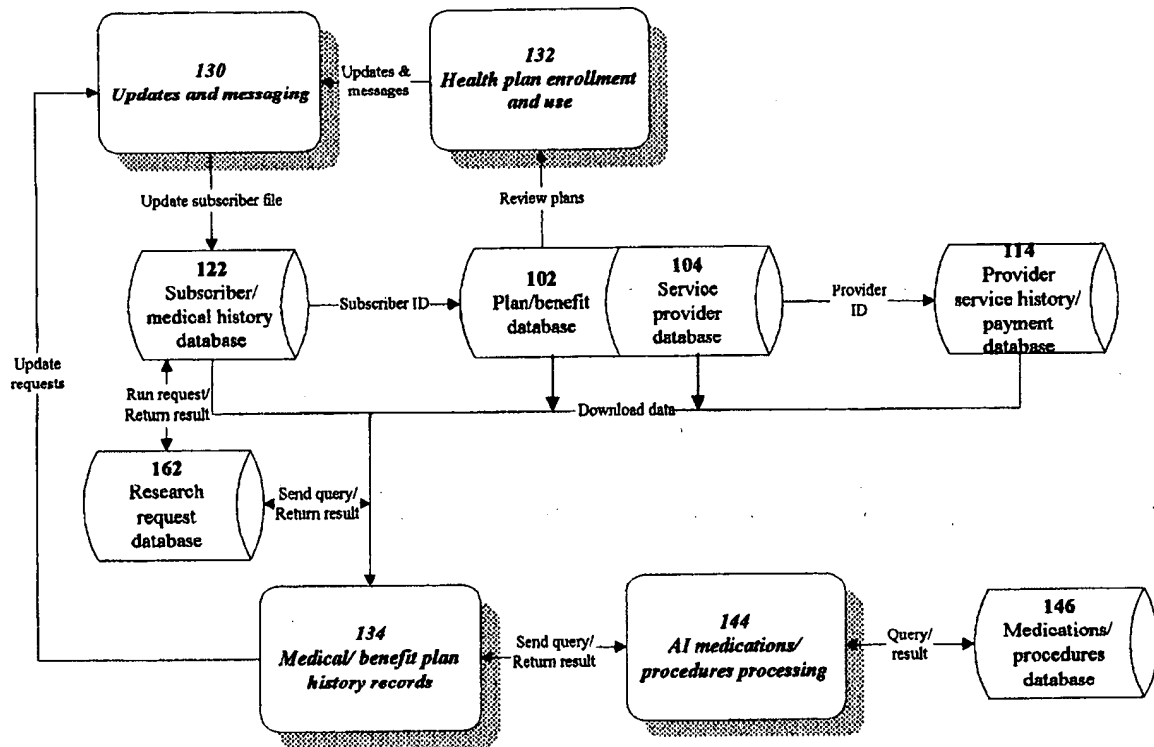 130
Updates and messaging
Updates &
messages
132
Health plan enrollment
and use
Update subscriber file
Review plans
122
Subscriber/
medical history
database
Subscriber ID
102
Plan/benefit
database
104
Service
provider
database
Provider
ID
114
Provider
service history/
payment
database
Update
requests
Run request/
Return result
Download data
162
Research
request
database
Send query/
Return result
134
Medical/ benefit plan
history records
Send query/
Return result
144
AI medications/
procedures processing
Query/
result
146
Medications/
procedures
database